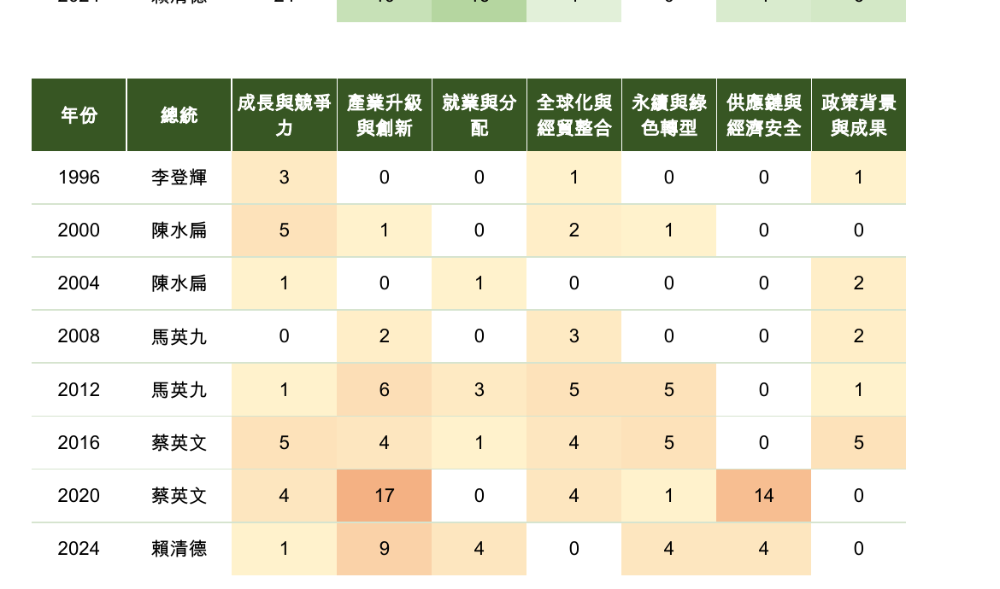 年份 總統 成長與競爭力 產業升級與創新 就業與分配 全球化與經貿整合 永續與綠色轉型 供應鏈與經濟安全 政策背景與成果
1996 李登輝 3 0 0 1 0 0 1
2000 陳水扁 5 1 0 2 1 0 0
2004 陳水扁 1 0 1 0 0 0 2
2008 馬英九 0 2 0 3 0 0 2
2012 馬英九 1 6 3 5 5 0 1
2016 蔡英文 5 4 1 4 5 0 5
2020 蔡英文 4 17 0 4 1 14 0
2024 賴清德 1 9 4 0 4 4 0